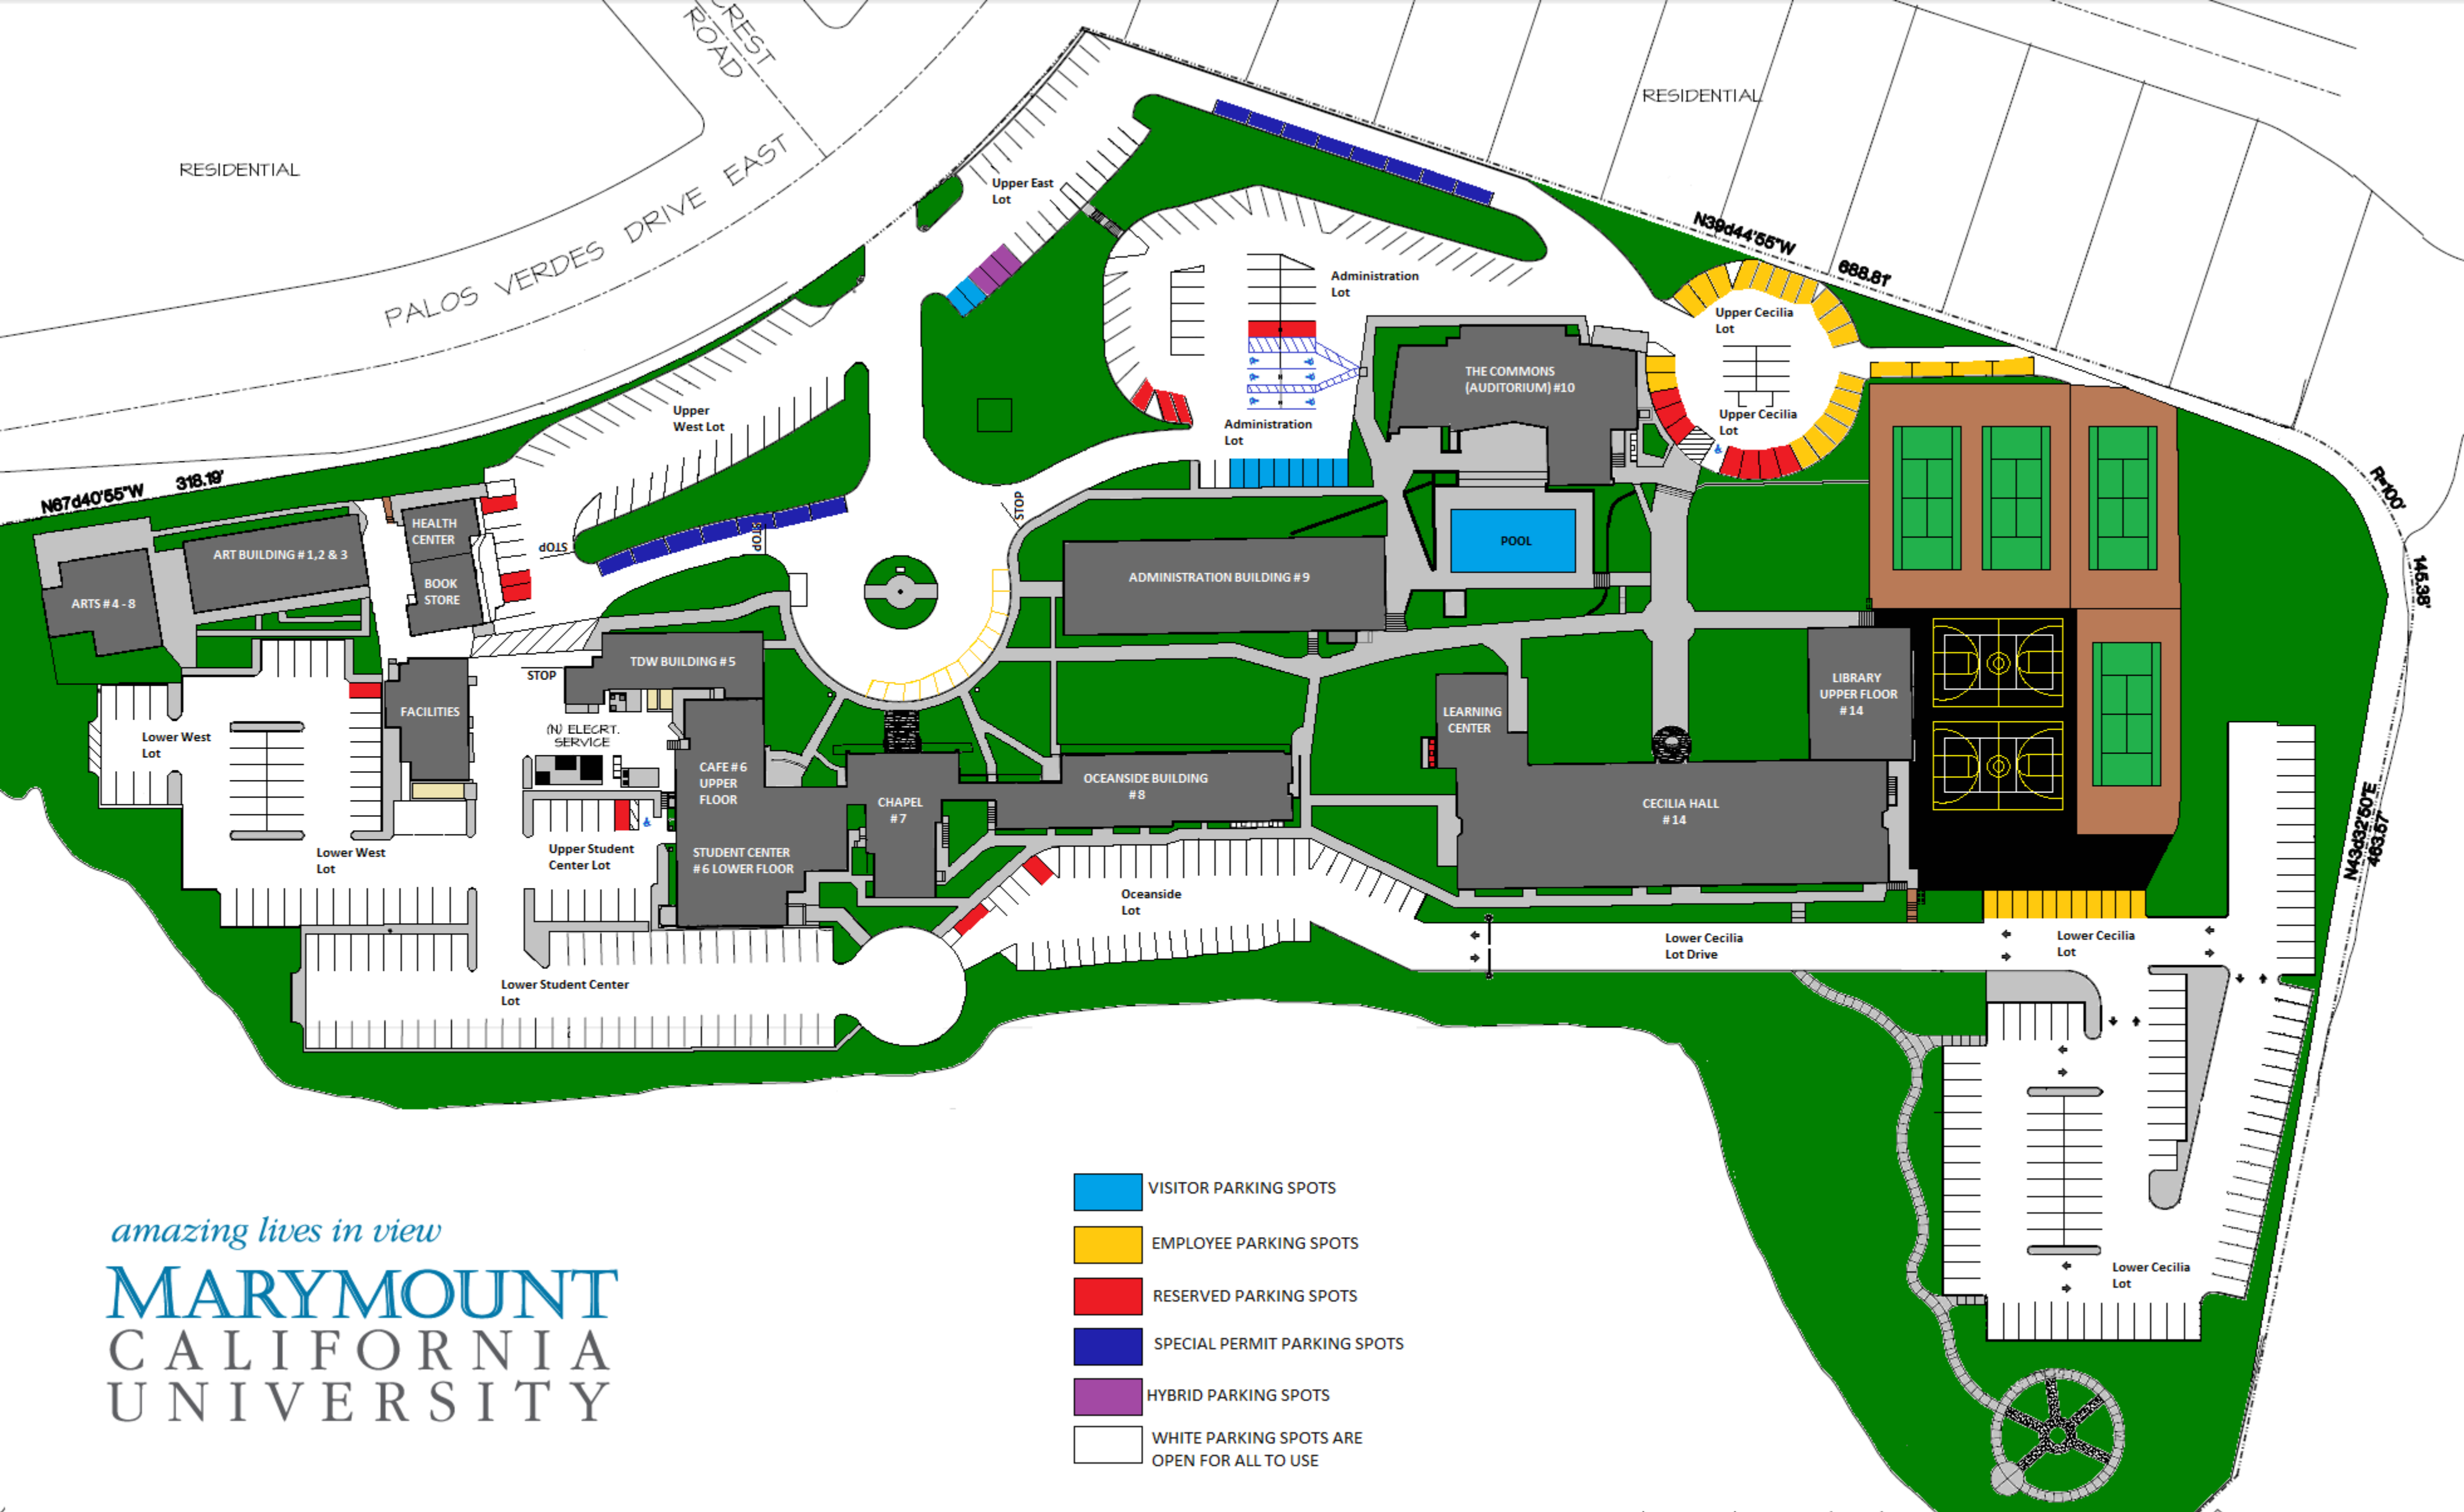 CREST
ROAD
RESIDENTIAL
RESIDENTIAL
PALOS VERDES DRIVE EAST
Upper East
Lot
N39d44'55"W
688.81'
Administration
Lot
Upper Cecilia
Lot
THE COMMONS
(AUDITORIUM) #10
Upper
West Lot
Administration
Lot
Upper Cecilia
Lot
N67d40'55"W
318.19'
R=100'
STOP
HEALTH
CENTER
STOP
STOP
POOL
ART BUILDING # 1,2 & 3
BOOK
STORE
ADMINISTRATION BUILDING # 9
145.38'
ARTS # 4 - 8
TDW BUILDING # 5
STOP
LIBRARY
UPPER FLOOR
# 14
FACILITIES
LEARNING
CENTER
(N) ELECRT.
SERVICE
Lower West
Lot
CAFE # 6
UPPER
FLOOR
OCEANSIDE BUILDING
# 8
CHAPEL
# 7
CECILIA HALL
# 14
N43d32'50"E
463.57'
Lower West
Lot
Upper Student
Center Lot
STUDENT CENTER
# 6 LOWER FLOOR
Oceanside
Lot
Lower Cecilia
Lot Drive
Lower Cecilia
Lot
Lower Student Center
Lot
Lower Cecilia
Lot
VISITOR PARKING SPOTS
EMPLOYEE PARKING SPOTS
RESERVED PARKING SPOTS
SPECIAL PERMIT PARKING SPOTS
HYBRID PARKING SPOTS
WHITE PARKING SPOTS ARE
OPEN FOR ALL TO USE
amazing lives in view
MARYMOUNT
CALIFORNIA
UNIVERSITY